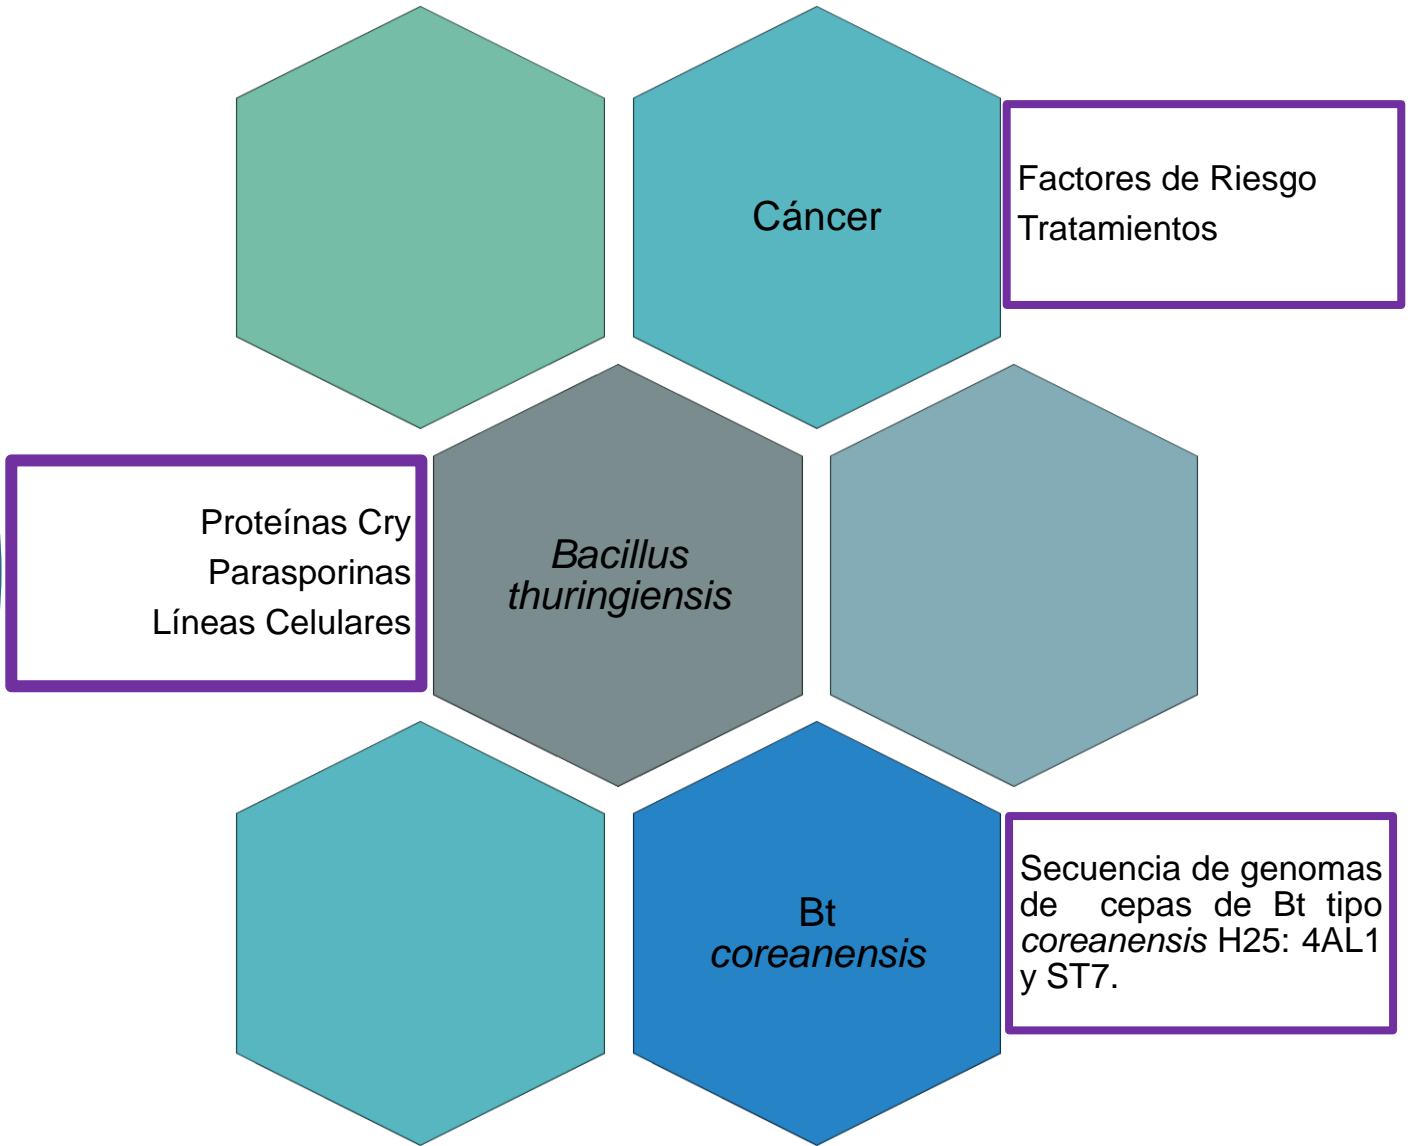 Cáncer
Factores de Riesgo
Tratamientos
Proteínas Cry
Parasporinas
Líneas Celulares
Bacillus
thuringiensis
Bt
coreanensis
Secuencia de genomas
de cepas de Bt tipo
coreanensis H25: 4AL1
y ST7.